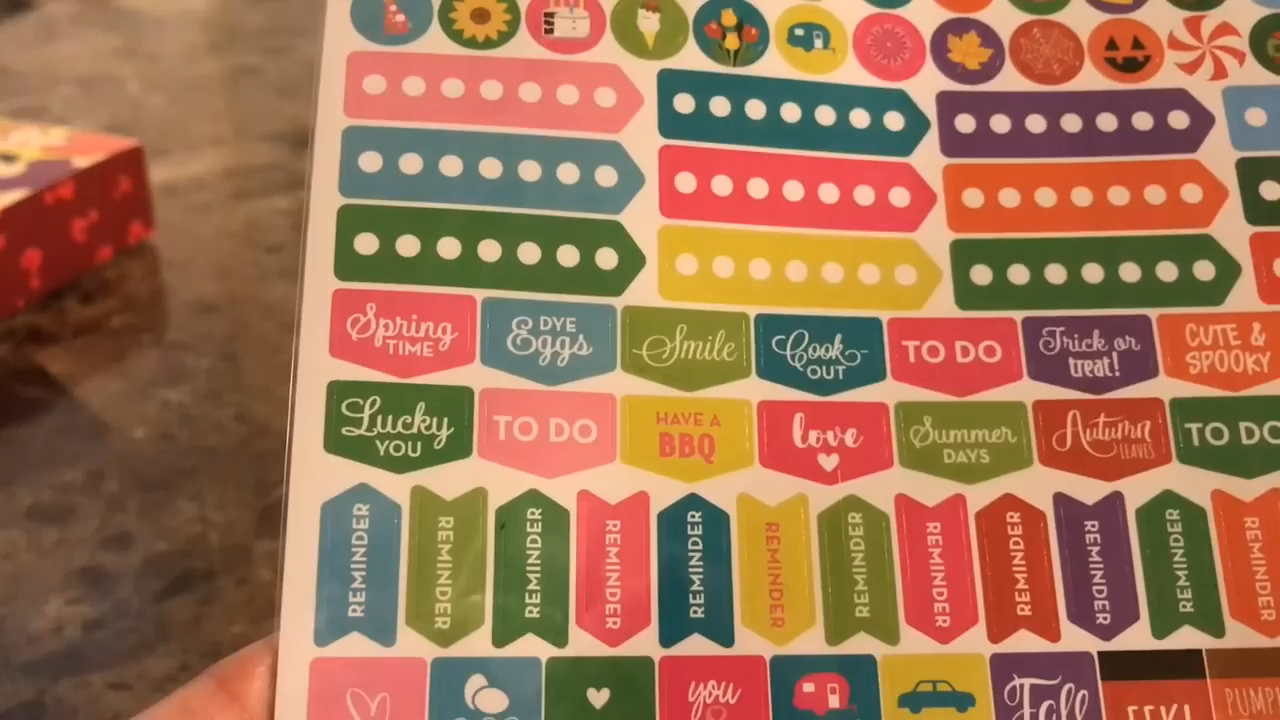 Spring TIME
DYE Eggs
Smile
Cook-OUT
TO DO
Trick or treat!
CUTE & SPOOKY
Lucky YOU
TO DO
HAVE A BBQ
love
Summer DAYS
Autumn LEAVES
TO DO
REMINDER
REMINDER
REMINDER
REMINDER
REMINDER
REMINDER
REMINDER
REMINDER
REMINDER
REMINDER
REMINDER
REMINDER
you
Fall
EEK!